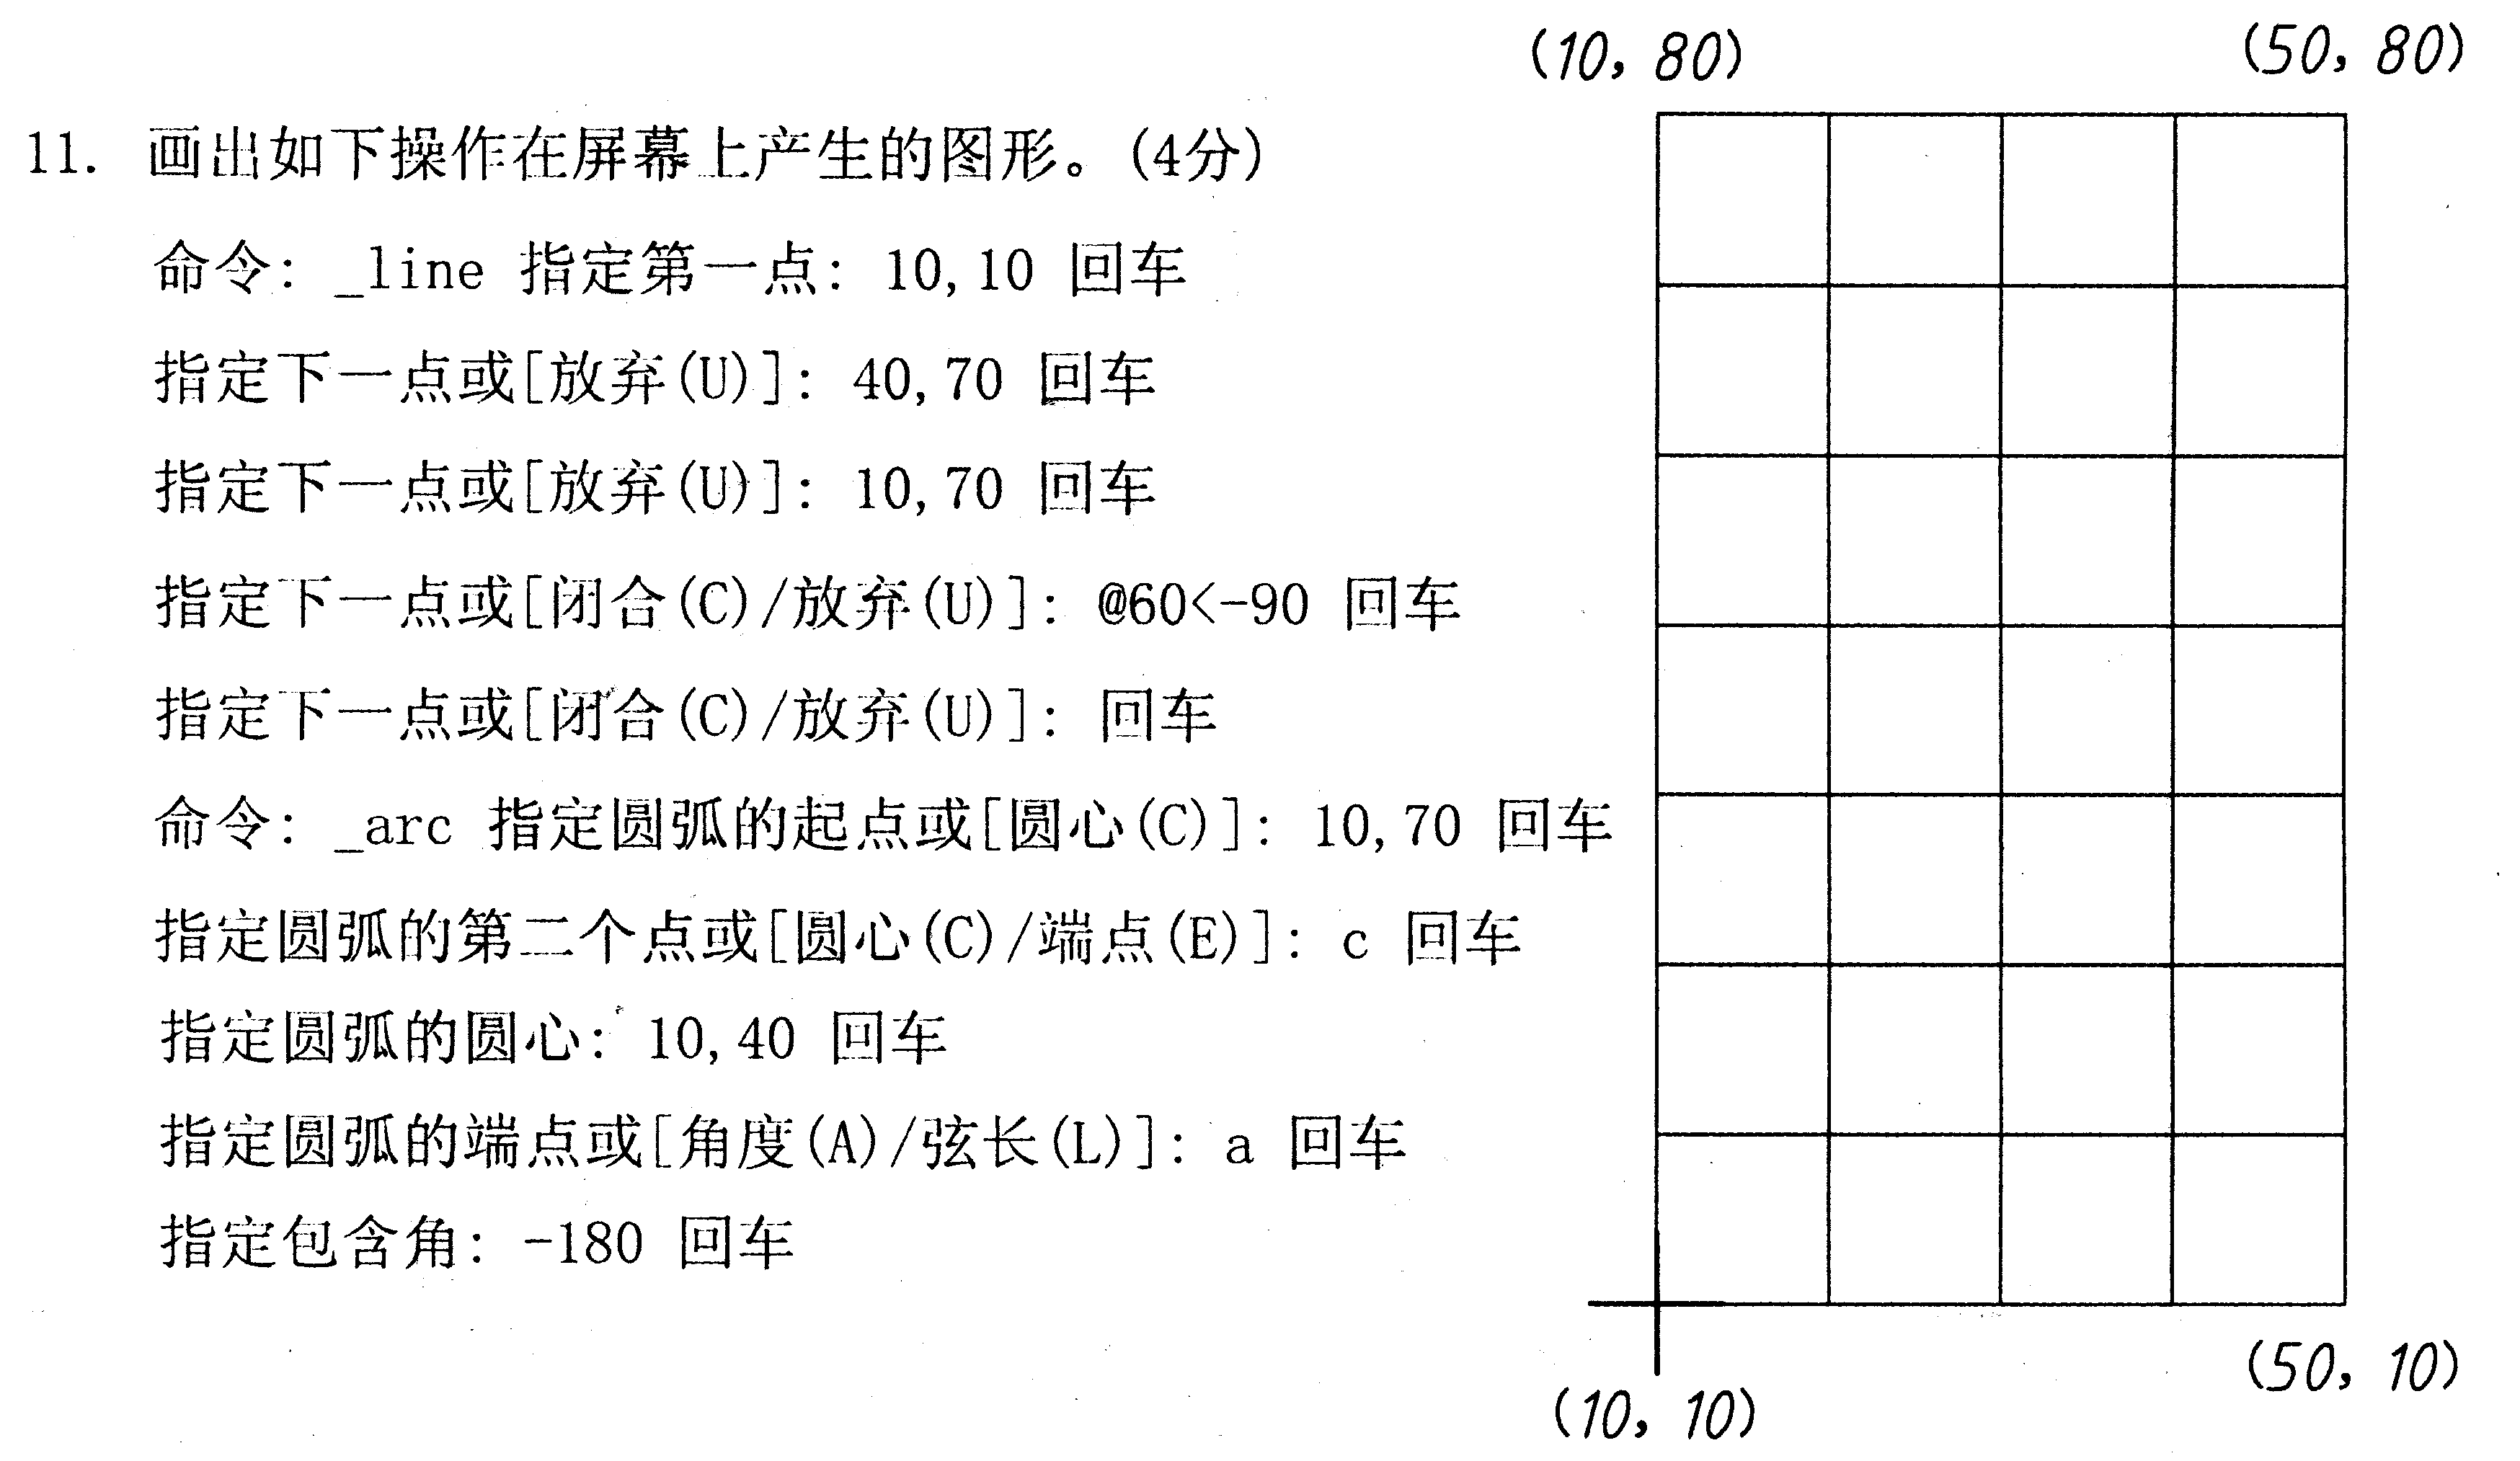 (10, 80)
(50, 80)
11. 画出如下操作在屏幕上产生的图形。(4分)
命令: _line 指定第一点: 10,10 回车
指定下一点或[放弃(U)]: 40,70 回车
指定下一点或[放弃(U)]: 10,70 回车
指定下一点或[闭合(C)/放弃(U)]: @60<-90 回车
指定下一点或[闭合(C)/放弃(U)]: 回车
命令: _arc 指定圆弧的起点或[圆心(C)]: 10,70 回车
指定圆弧的第二个点或[圆心(C)/端点(E)]: c 回车
指定圆弧的圆心: 10,40 回车
指定圆弧的端点或[角度(A)/弦长(L)]: a 回车
指定包含角: -180 回车
(50, 10)
(10, 10)